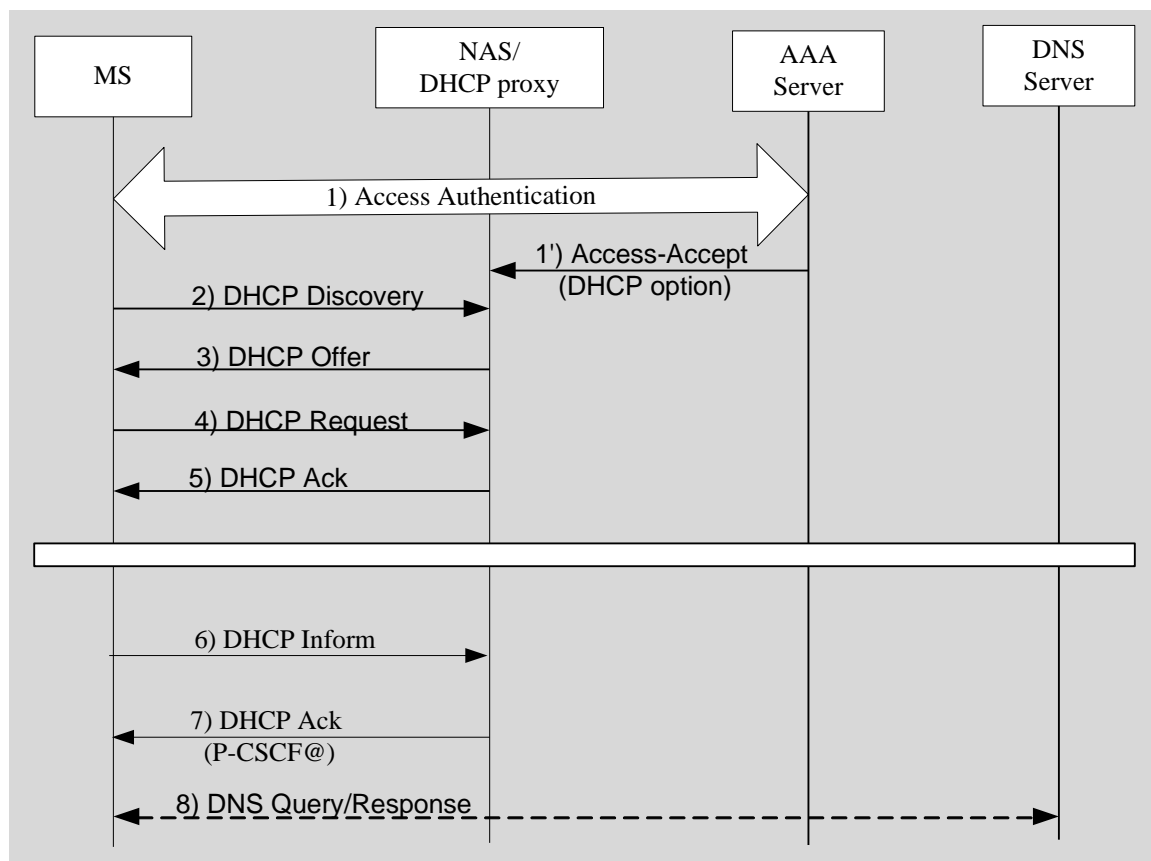 MS
NAS/
DHCP proxy
AAA
Server
DNS
Server
1) Access Authentication
1') Access-Accept
(DHCP option)
2) DHCP Discovery
3) DHCP Offer
4) DHCP Request
5) DHCP Ack
6) DHCP Inform
7) DHCP Ack
(P-CSCF@)
8) DNS Query/Response